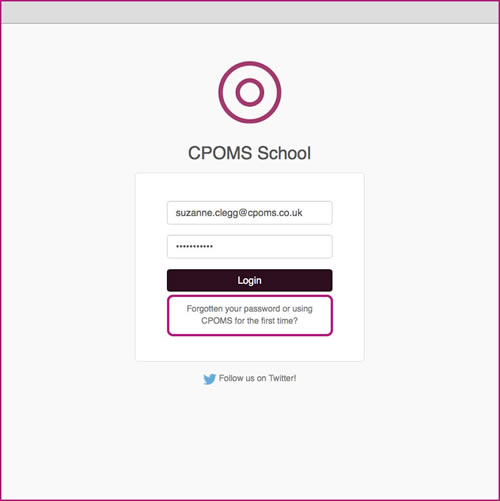 CPOMS School
suzanne.clegg@cpoms.co.uk
•••••••••••
Login
Forgotten your password or using
CPOMS for the first time?
Follow us on Twitter!